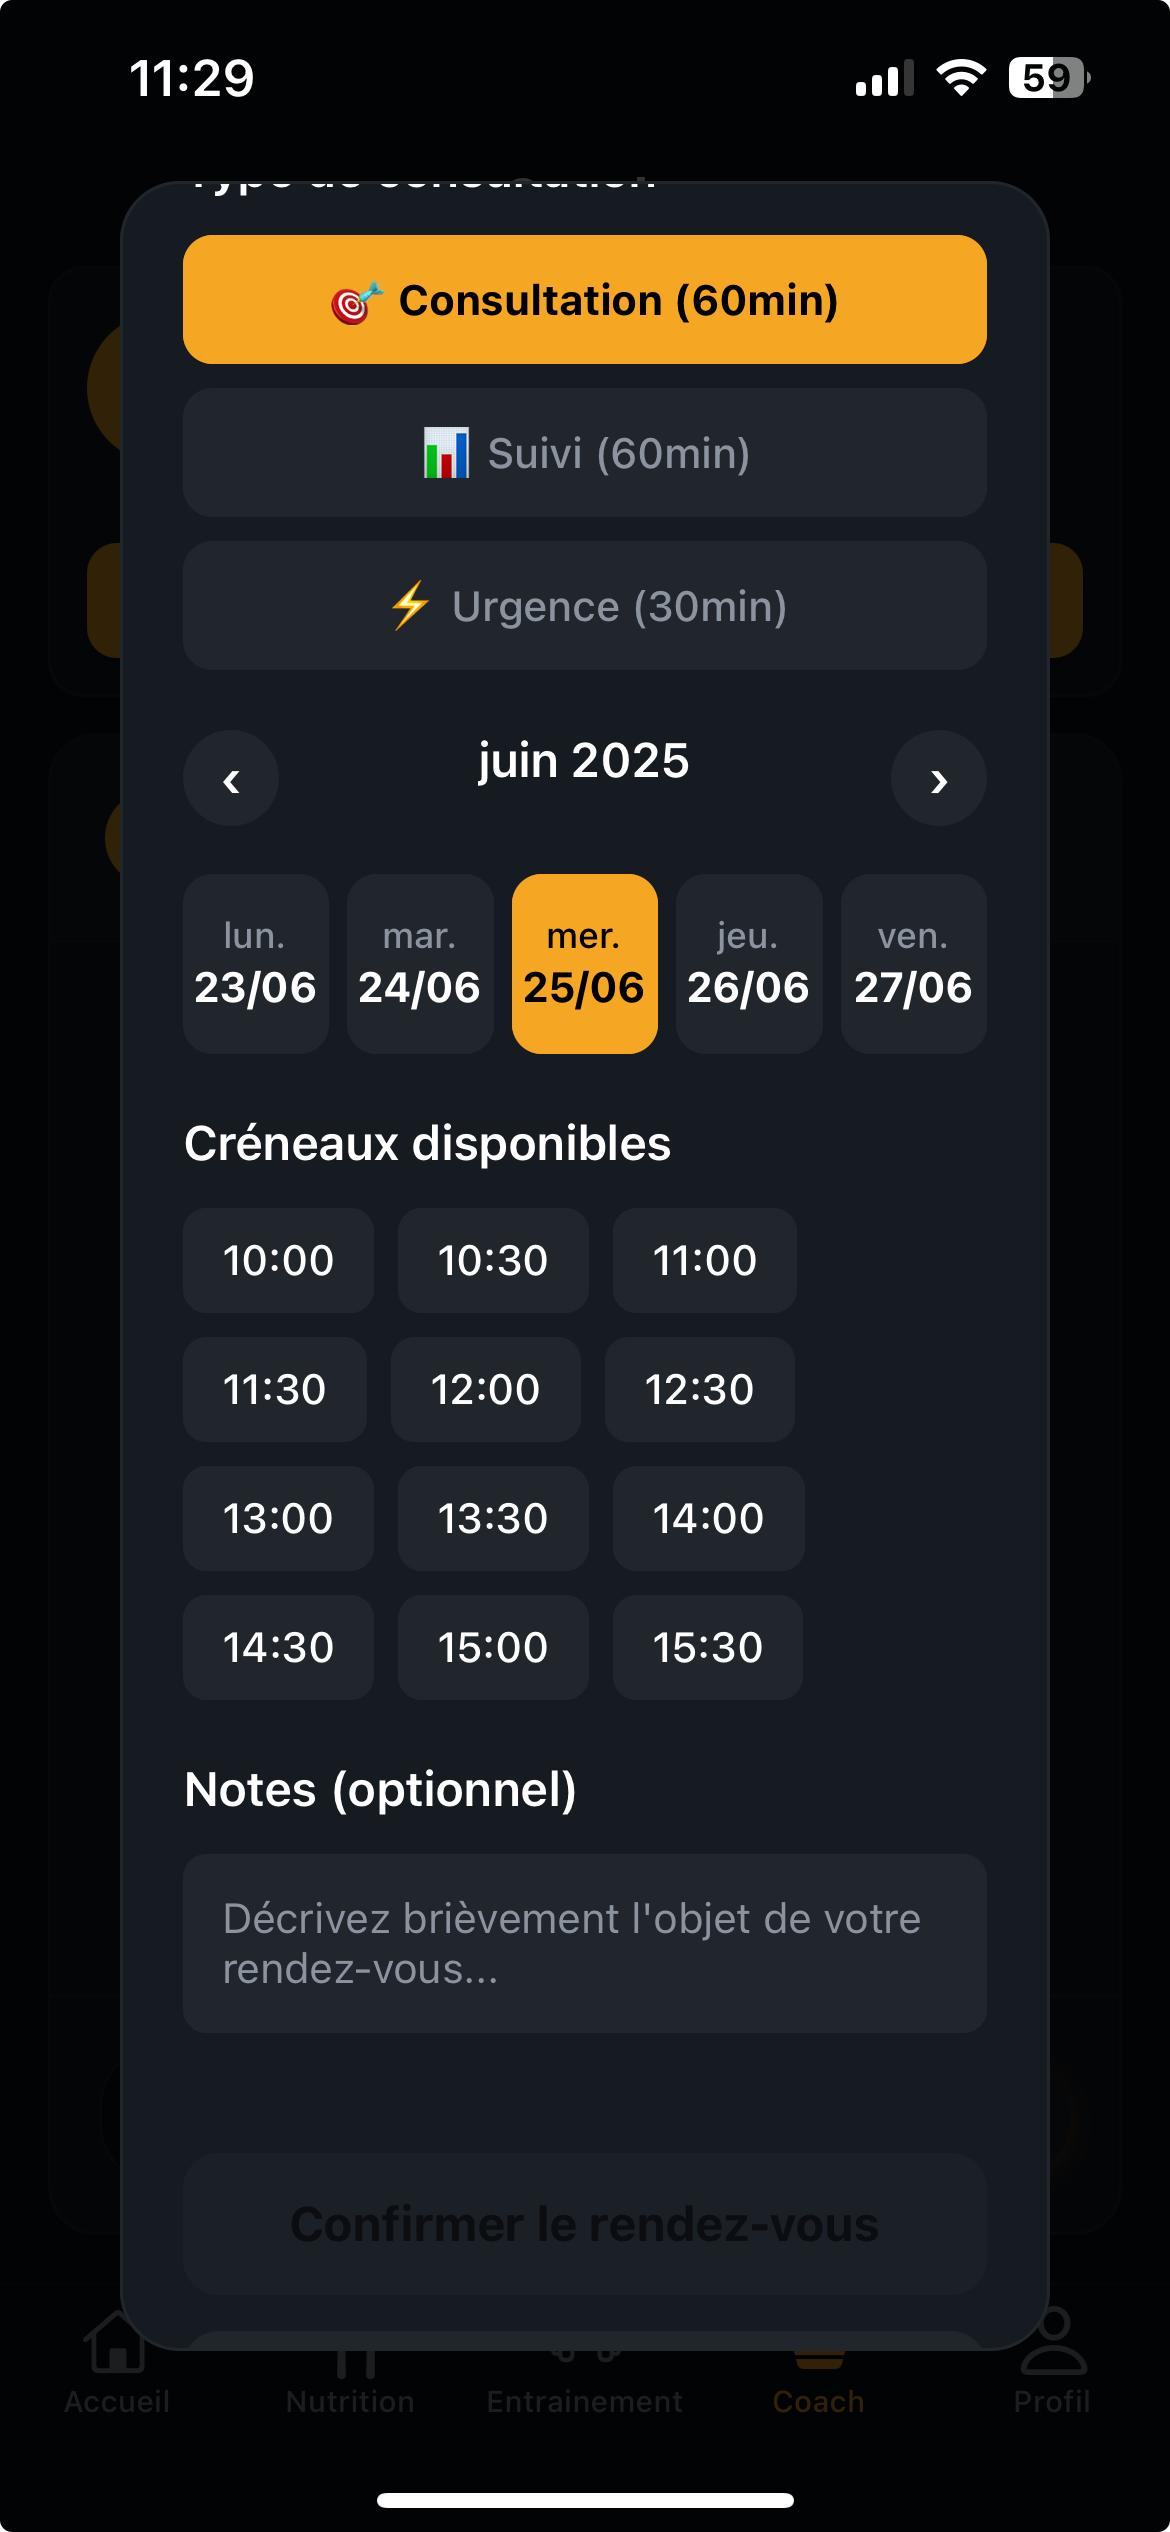 11:29
59
Type de consultation
🎯 Consultation (60min)
📊 Suivi (60min)
⚡ Urgence (30min)
‹ juin 2025 ›
lun. mar. mer. jeu. ven.
23/06 24/06 25/06 26/06 27/06
Créneaux disponibles
10:00 10:30 11:00
11:30 12:00 12:30
13:00 13:30 14:00
14:30 15:00 15:30
Notes (optionnel)
Décrivez brièvement l'objet de votre
rendez-vous...
Confirmer le rendez-vous
Accueil Nutrition Entrainement Coach Profil